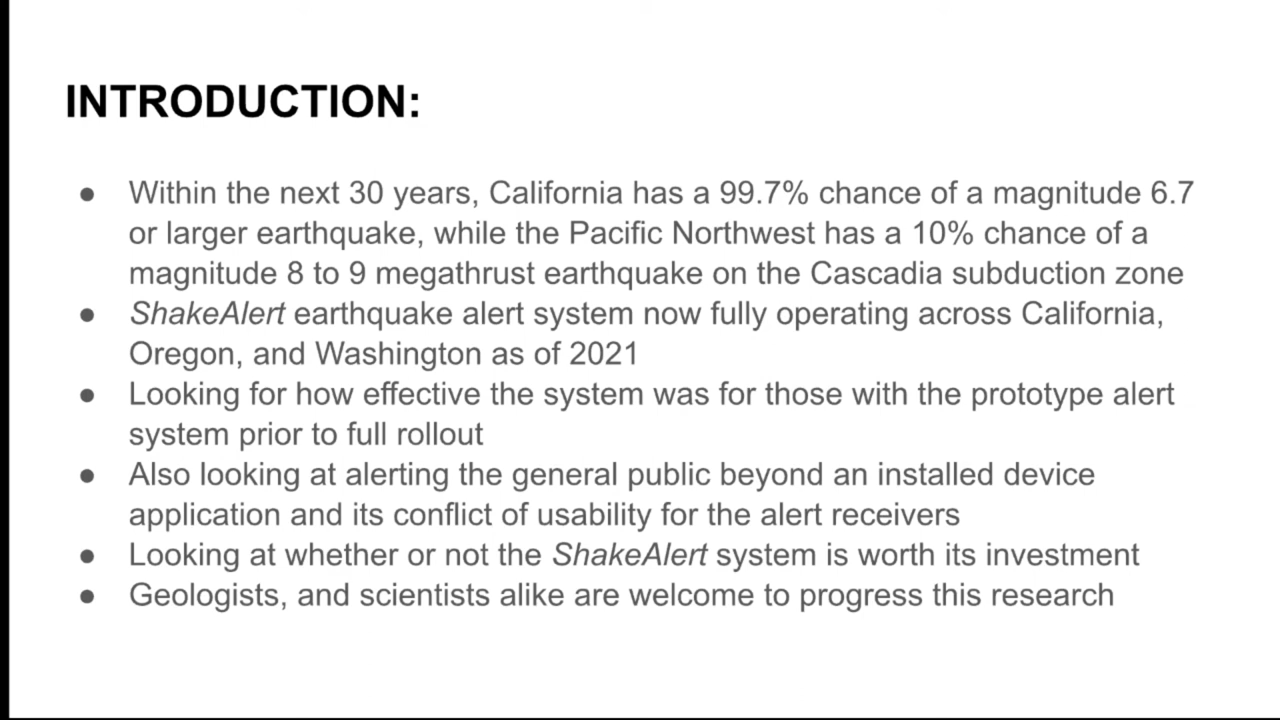 INTRODUCTION:
● Within the next 30 years, California has a 99.7% chance of a magnitude 6.7
or larger earthquake, while the Pacific Northwest has a 10% chance of a
magnitude 8 to 9 megathrust earthquake on the Cascadia subduction zone
● ShakeAlert earthquake alert system now fully operating across California,
Oregon, and Washington as of 2021
● Looking for how effective the system was for those with the prototype alert
system prior to full rollout
● Also looking at alerting the general public beyond an installed device
application and its conflict of usability for the alert receivers
● Looking at whether or not the ShakeAlert system is worth its investment
● Geologists, and scientists alike are welcome to progress this research